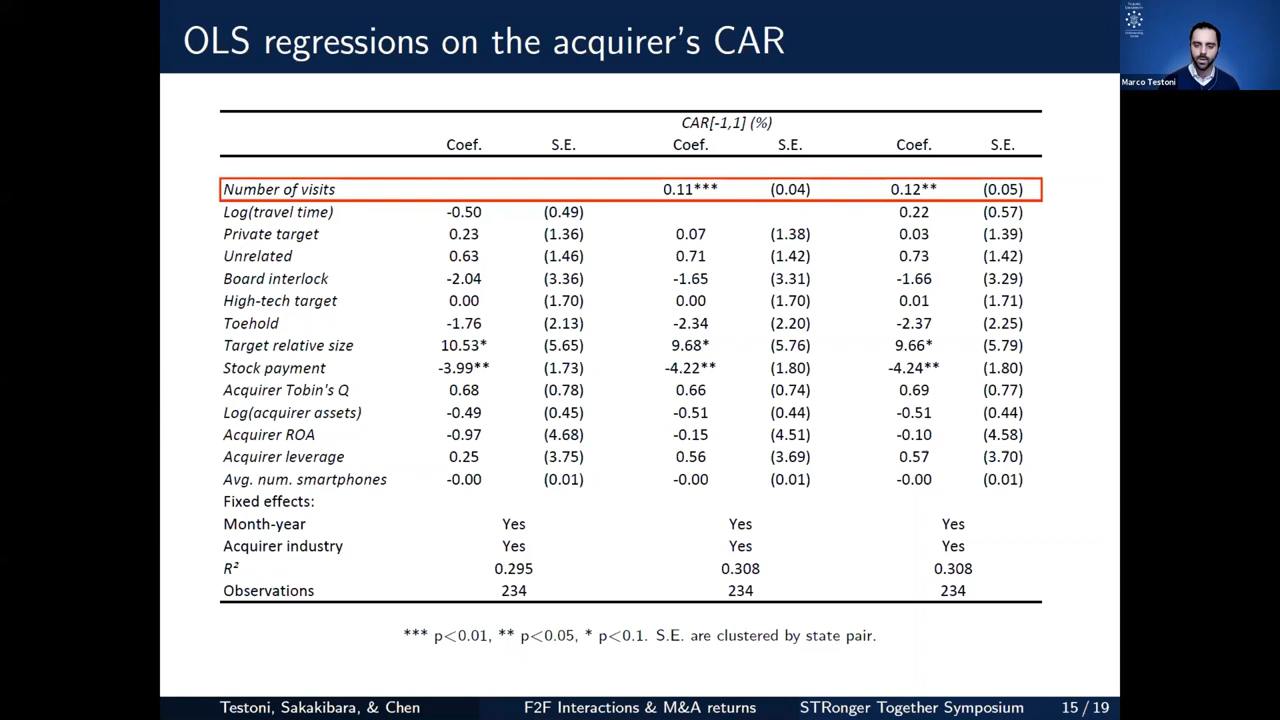 OLS regressions on the acquirer's CAR
Marco Testoni
CAR[-1,1] (%)
Coef. S.E. Coef. S.E. Coef. S.E.
Number of visits 0.11*** (0.04) 0.12** (0.05)
Log(travel time) -0.50 (0.49) 0.22 (0.57)
Private target 0.23 (1.36) 0.07 (1.38) 0.03 (1.39)
Unrelated 0.63 (1.46) 0.71 (1.42) 0.73 (1.42)
Board interlock -2.04 (3.36) -1.65 (3.31) -1.66 (3.29)
High-tech target 0.00 (1.70) 0.00 (1.70) 0.01 (1.71)
Toehold -1.76 (2.13) -2.34 (2.20) -2.37 (2.25)
Target relative size 10.53* (5.65) 9.68* (5.76) 9.66* (5.79)
Stock payment -3.99** (1.73) -4.22** (1.80) -4.24** (1.80)
Acquirer Tobin's Q 0.68 (0.78) 0.66 (0.74) 0.69 (0.77)
Log(acquirer assets) -0.49 (0.45) -0.51 (0.44) -0.51 (0.44)
Acquirer ROA -0.97 (4.68) -0.15 (4.51) -0.10 (4.58)
Acquirer leverage 0.25 (3.75) 0.56 (3.69) 0.57 (3.70)
Avg. num. smartphones -0.00 (0.01) -0.00 (0.01) -0.00 (0.01)
Fixed effects:
Month-year Yes Yes Yes
Acquirer industry Yes Yes Yes
R² 0.295 0.308 0.308
Observations 234 234 234
*** p<0.01, ** p<0.05, * p<0.1. S.E. are clustered by state pair.
Testoni, Sakakibara, & Chen F2F Interactions & M&A returns STRonger Together Symposium 15 / 19